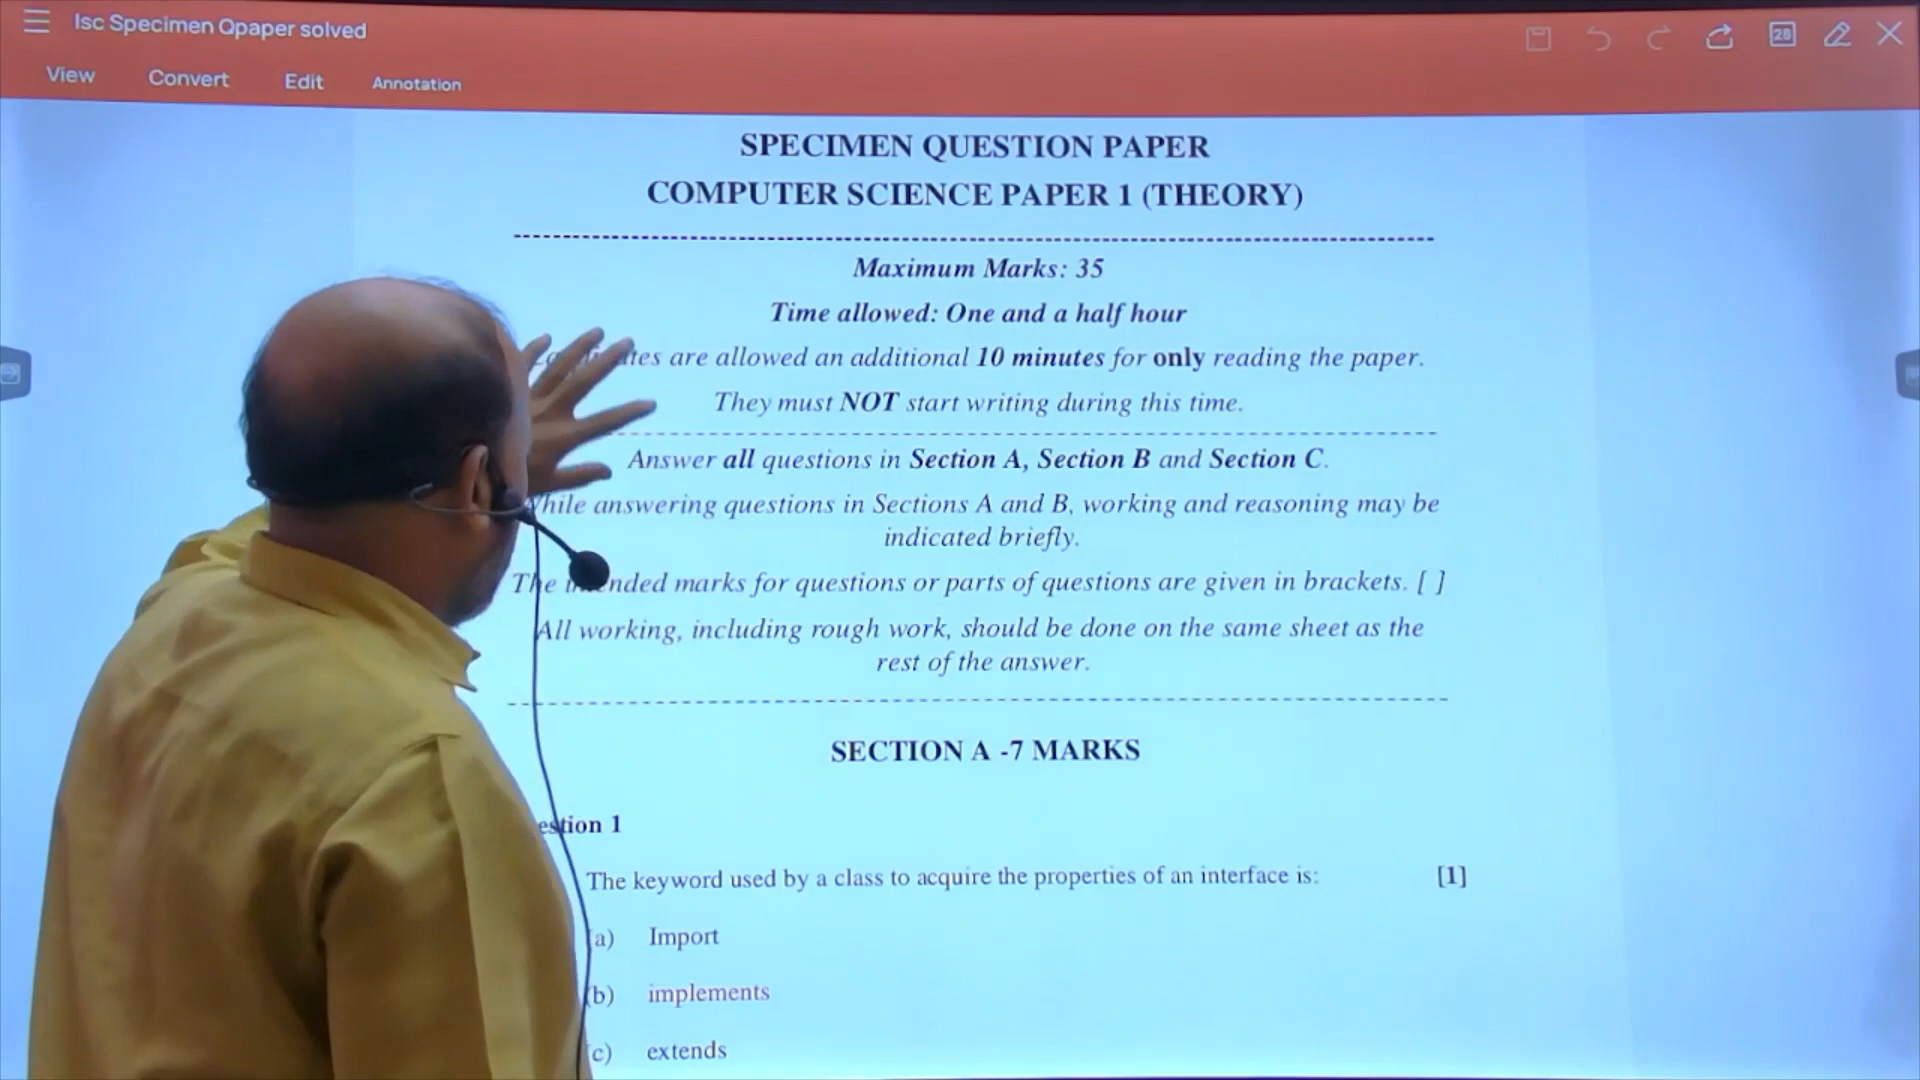 Isc Specimen Qpaper solved
28
View Convert Edit Annotation
SPECIMEN QUESTION PAPER
COMPUTER SCIENCE PAPER 1 (THEORY)
Maximum Marks: 35
Time allowed: One and a half hour
are allowed an additional 10 minutes for only reading the paper.
They must NOT start writing during this time.
Answer all questions in Section A, Section B and Section C.
While answering questions in Sections A and B, working and reasoning may be
indicated briefly.
The marks for questions or parts of questions are given in brackets. [ ]
All working, including rough work, should be done on the same sheet as the
rest of the answer.
SECTION A -7 MARKS
estion 1
The keyword used by a class to acquire the properties of an interface is: [1]
(a) Import
(b) implements
(c) extends